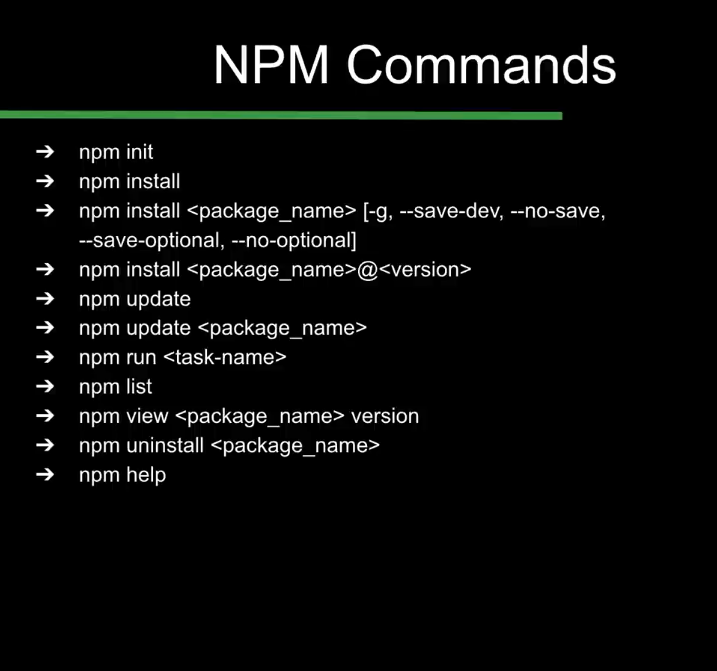 NPM Commands
➔ npm init
➔ npm install
➔ npm install <package_name> [-g, --save-dev, --no-save,
--save-optional, --no-optional]
➔ npm install <package_name>@<version>
➔ npm update
➔ npm update <package_name>
➔ npm run <task-name>
➔ npm list
➔ npm view <package_name> version
➔ npm uninstall <package_name>
➔ npm help